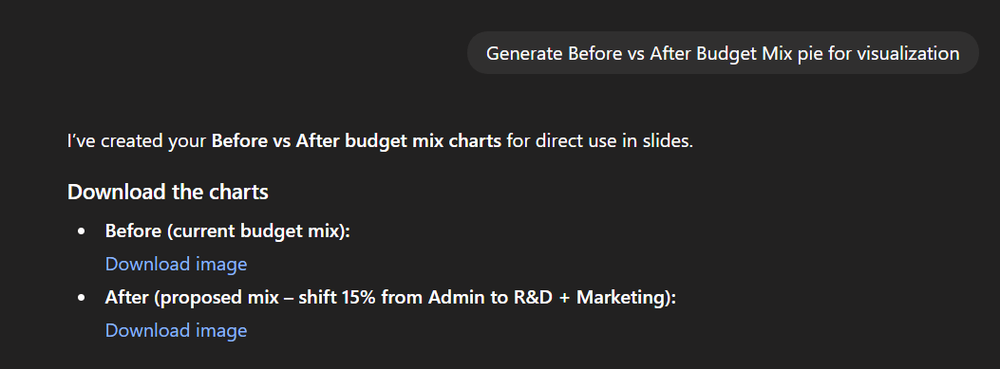 Generate Before vs After Budget Mix pie for visualization
I've created your Before vs After budget mix charts for direct use in slides.
Download the charts
• Before (current budget mix):
Download image
• After (proposed mix – shift 15% from Admin to R&D + Marketing):
Download image